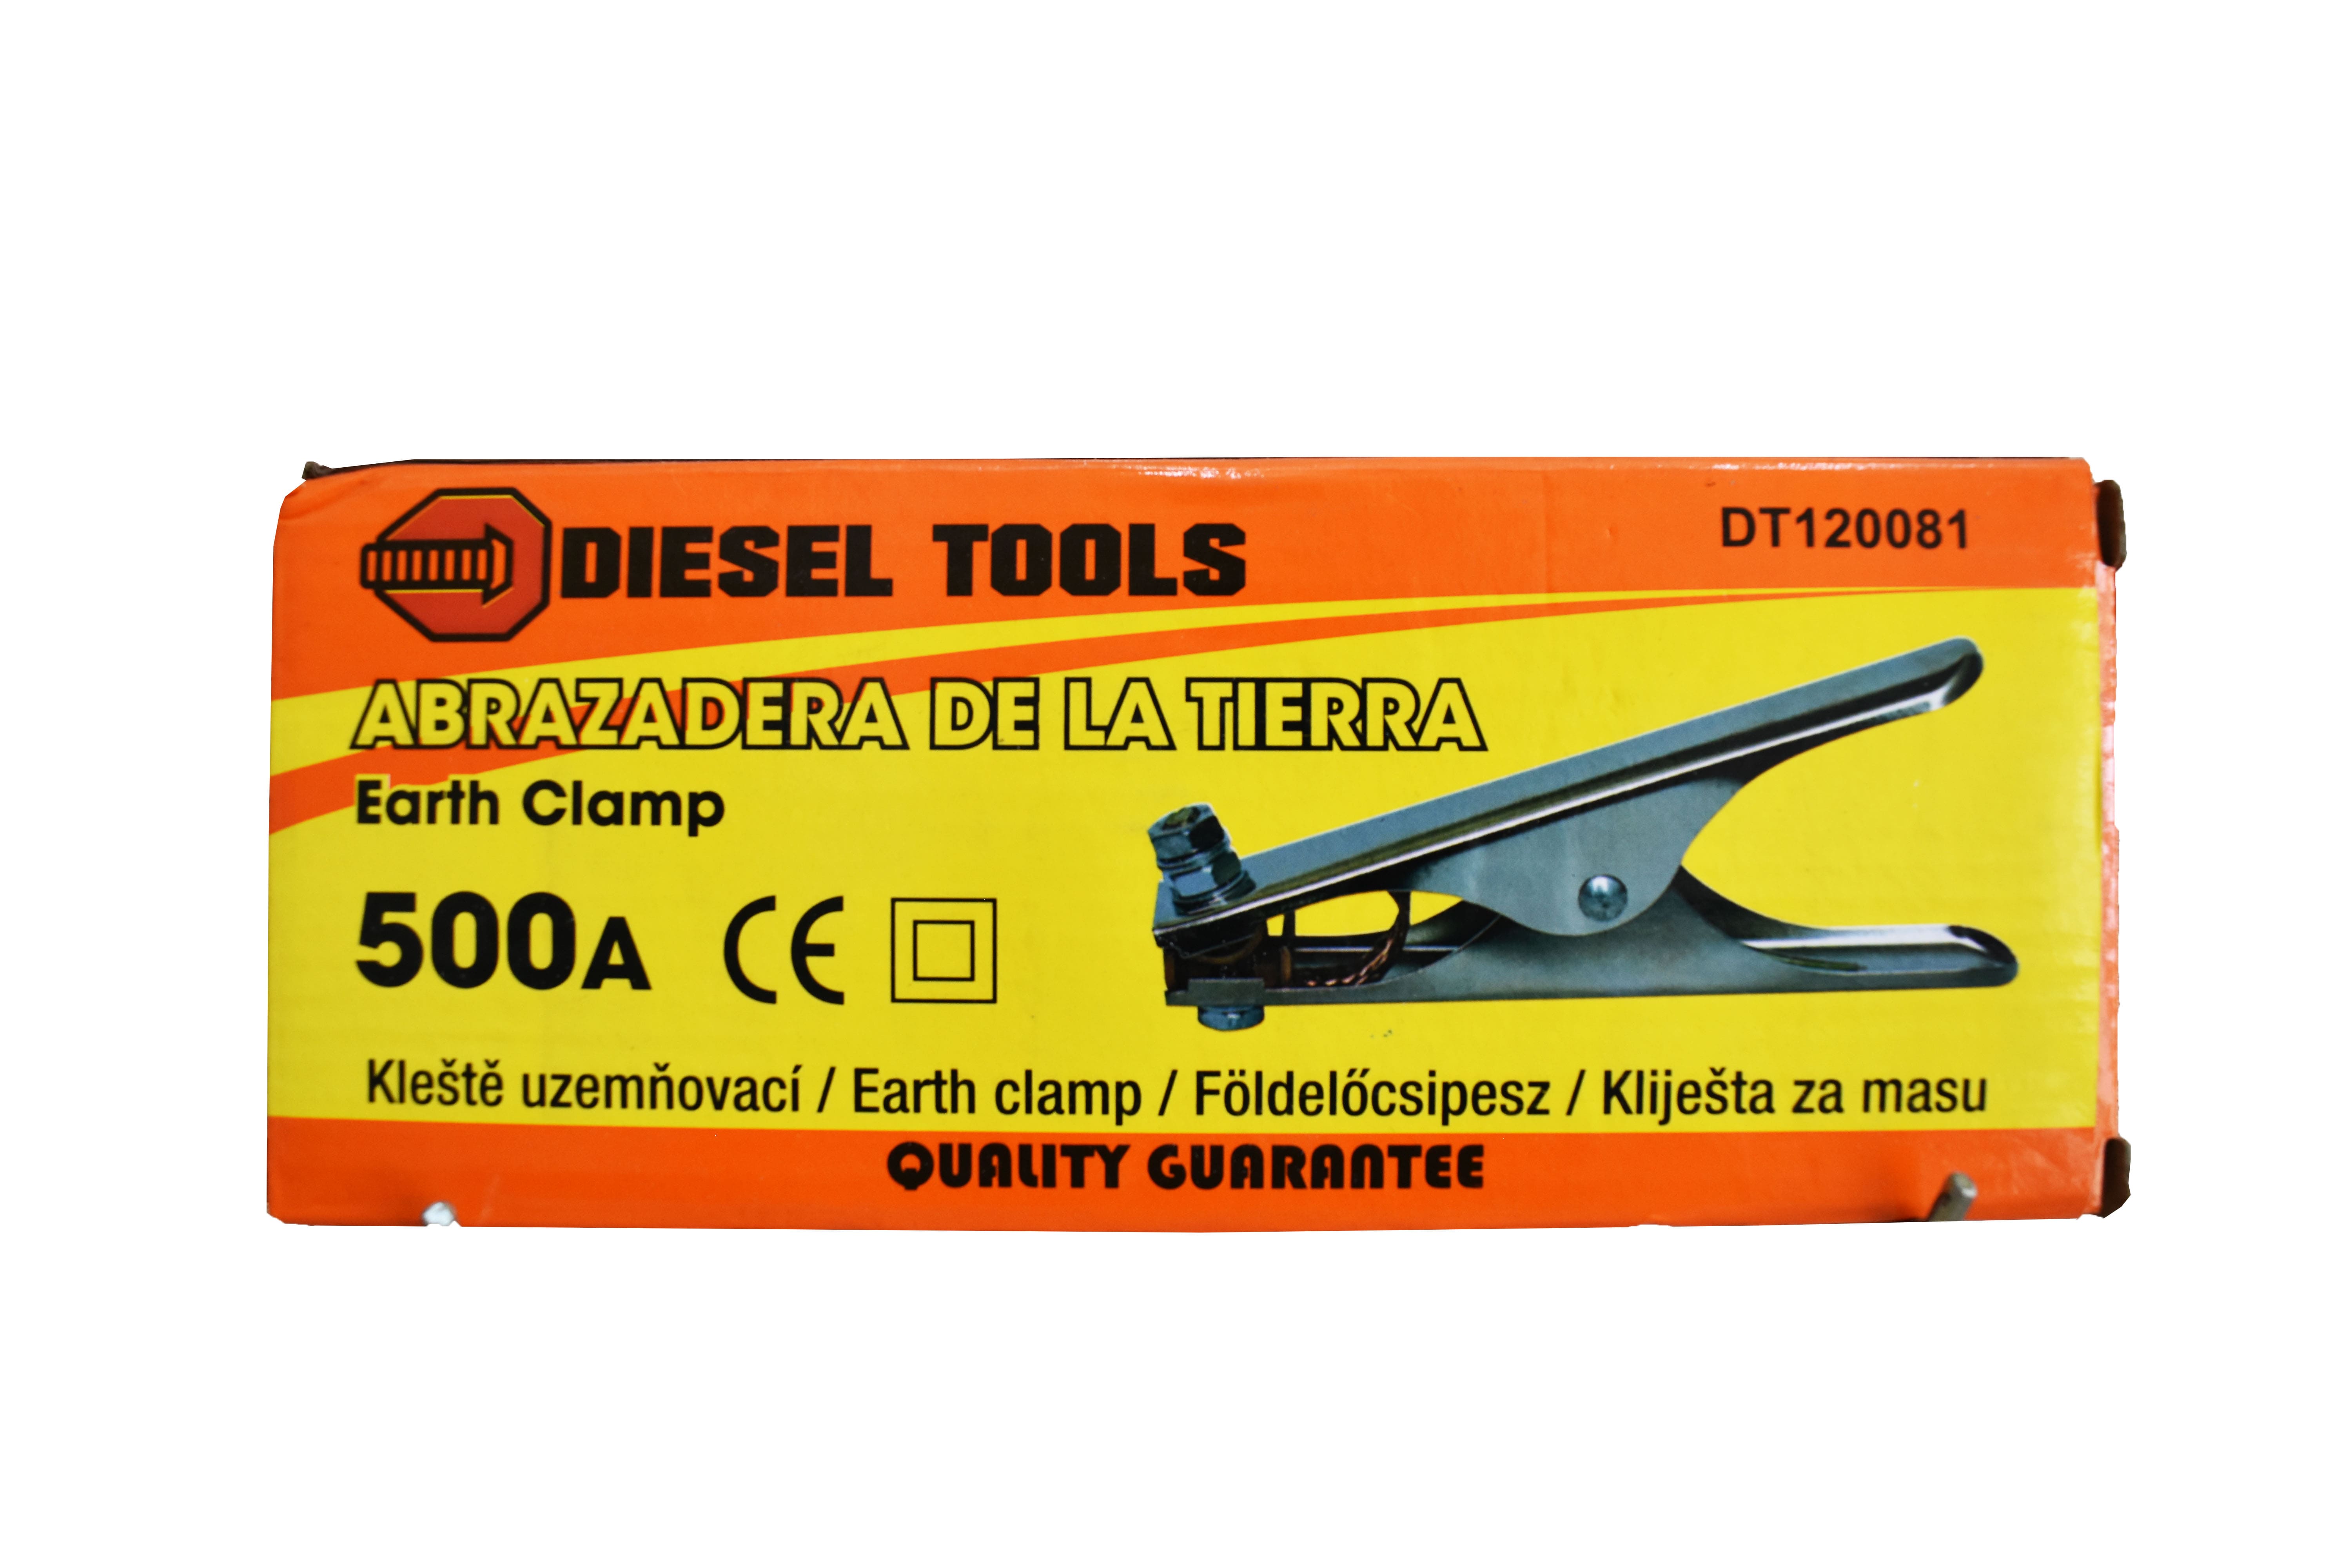 DIESEL TOOLS
DT120081
ABRAZADERA DE LA TIERRA
Earth Clamp
500A CE
Kleště uzemňovací / Earth clamp / Földelőcsipesz / Kliješta za masu
QUALITY GUARANTEE